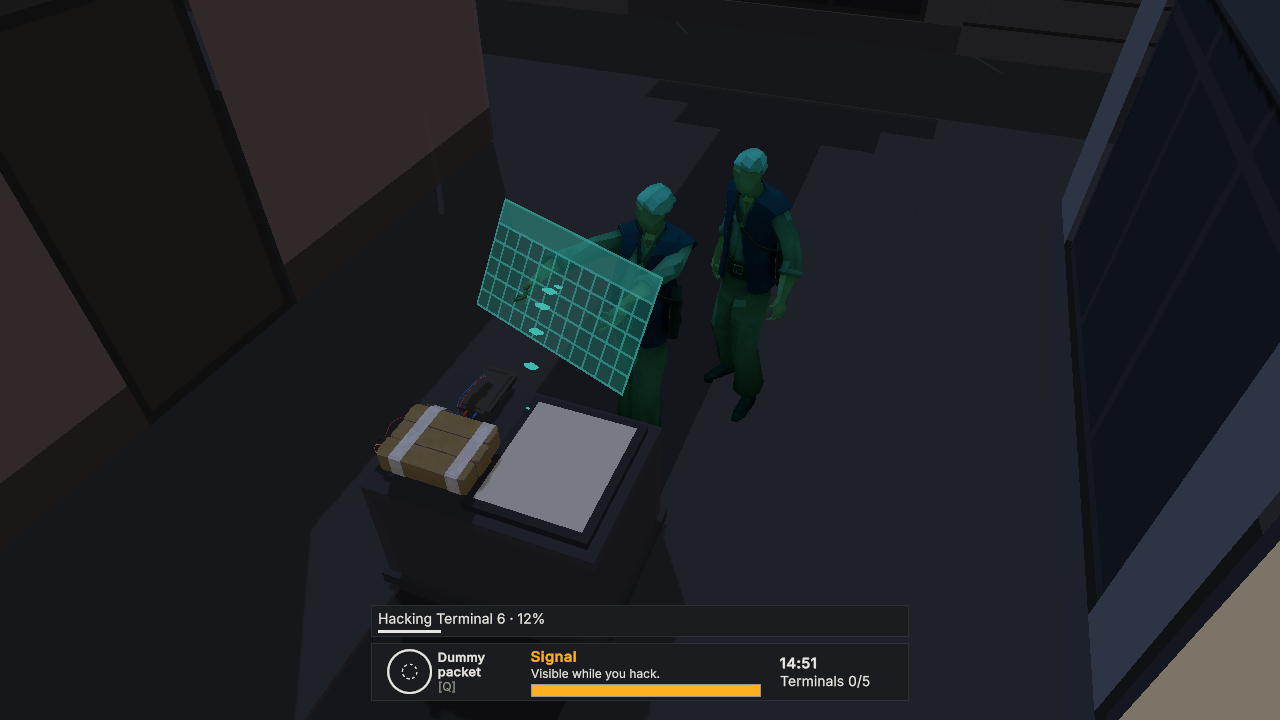 Hacking Terminal 6 · 12%
Dummy
packet
[Q]
Signal
Visible while you hack.
14:51
Terminals 0/5